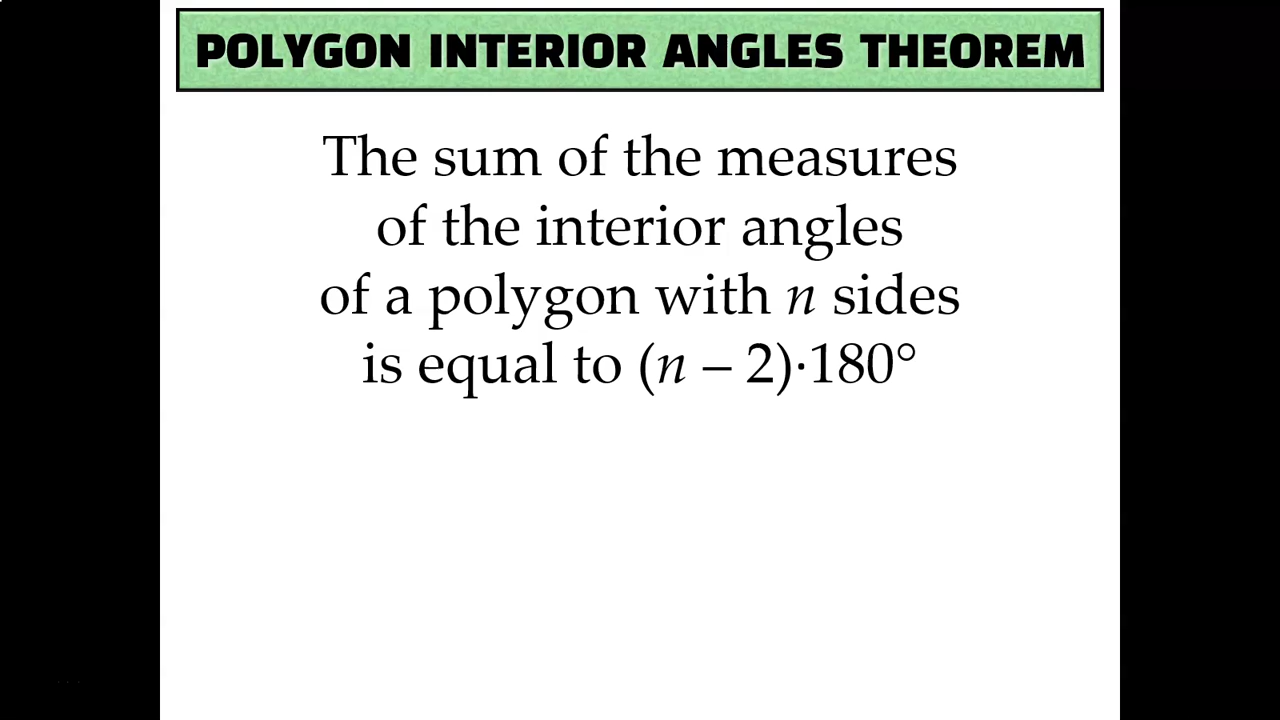 POLYGON INTERIOR ANGLES THEOREM
The sum of the measures
of the interior angles
of a polygon with n sides
is equal to (n – 2)·180°